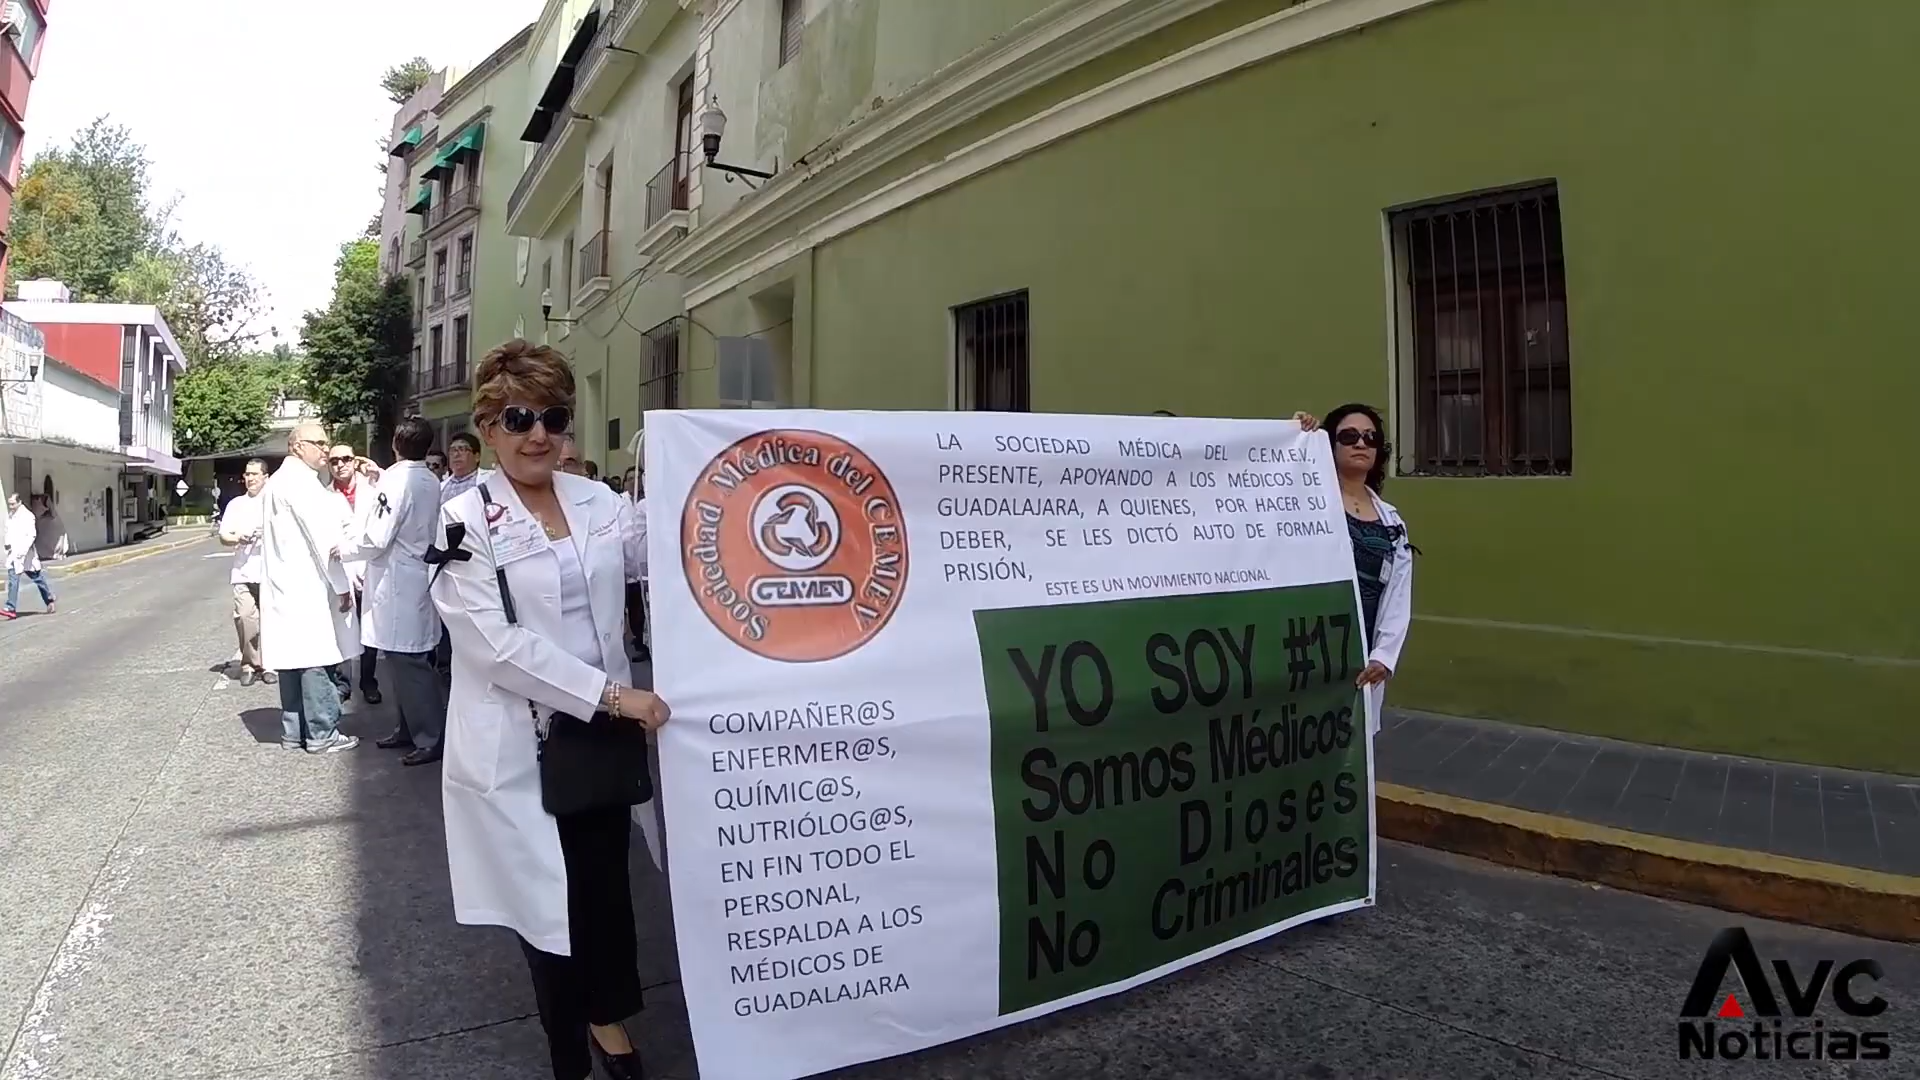 Sociedad Médica del CEMEV
CEMEV
LA SOCIEDAD MÉDICA DEL C.E.M.E.V.,
PRESENTE, APOYANDO A LOS MÉDICOS DE
GUADALAJARA, A QUIENES, POR HACER SU
DEBER, SE LES DICTÓ AUTO DE FORMAL
PRISIÓN,
ESTE ES UN MOVIMIENTO NACIONAL
COMPAÑER@S
ENFERMER@S,
QUÍMIC@S,
NUTRIÓLOG@S,
EN FIN TODO EL
PERSONAL,
RESPALDA A LOS
MÉDICOS DE
GUADALAJARA
YO SOY #17
Somos Médicos
No Dioses
No Criminales
AVC
Noticias